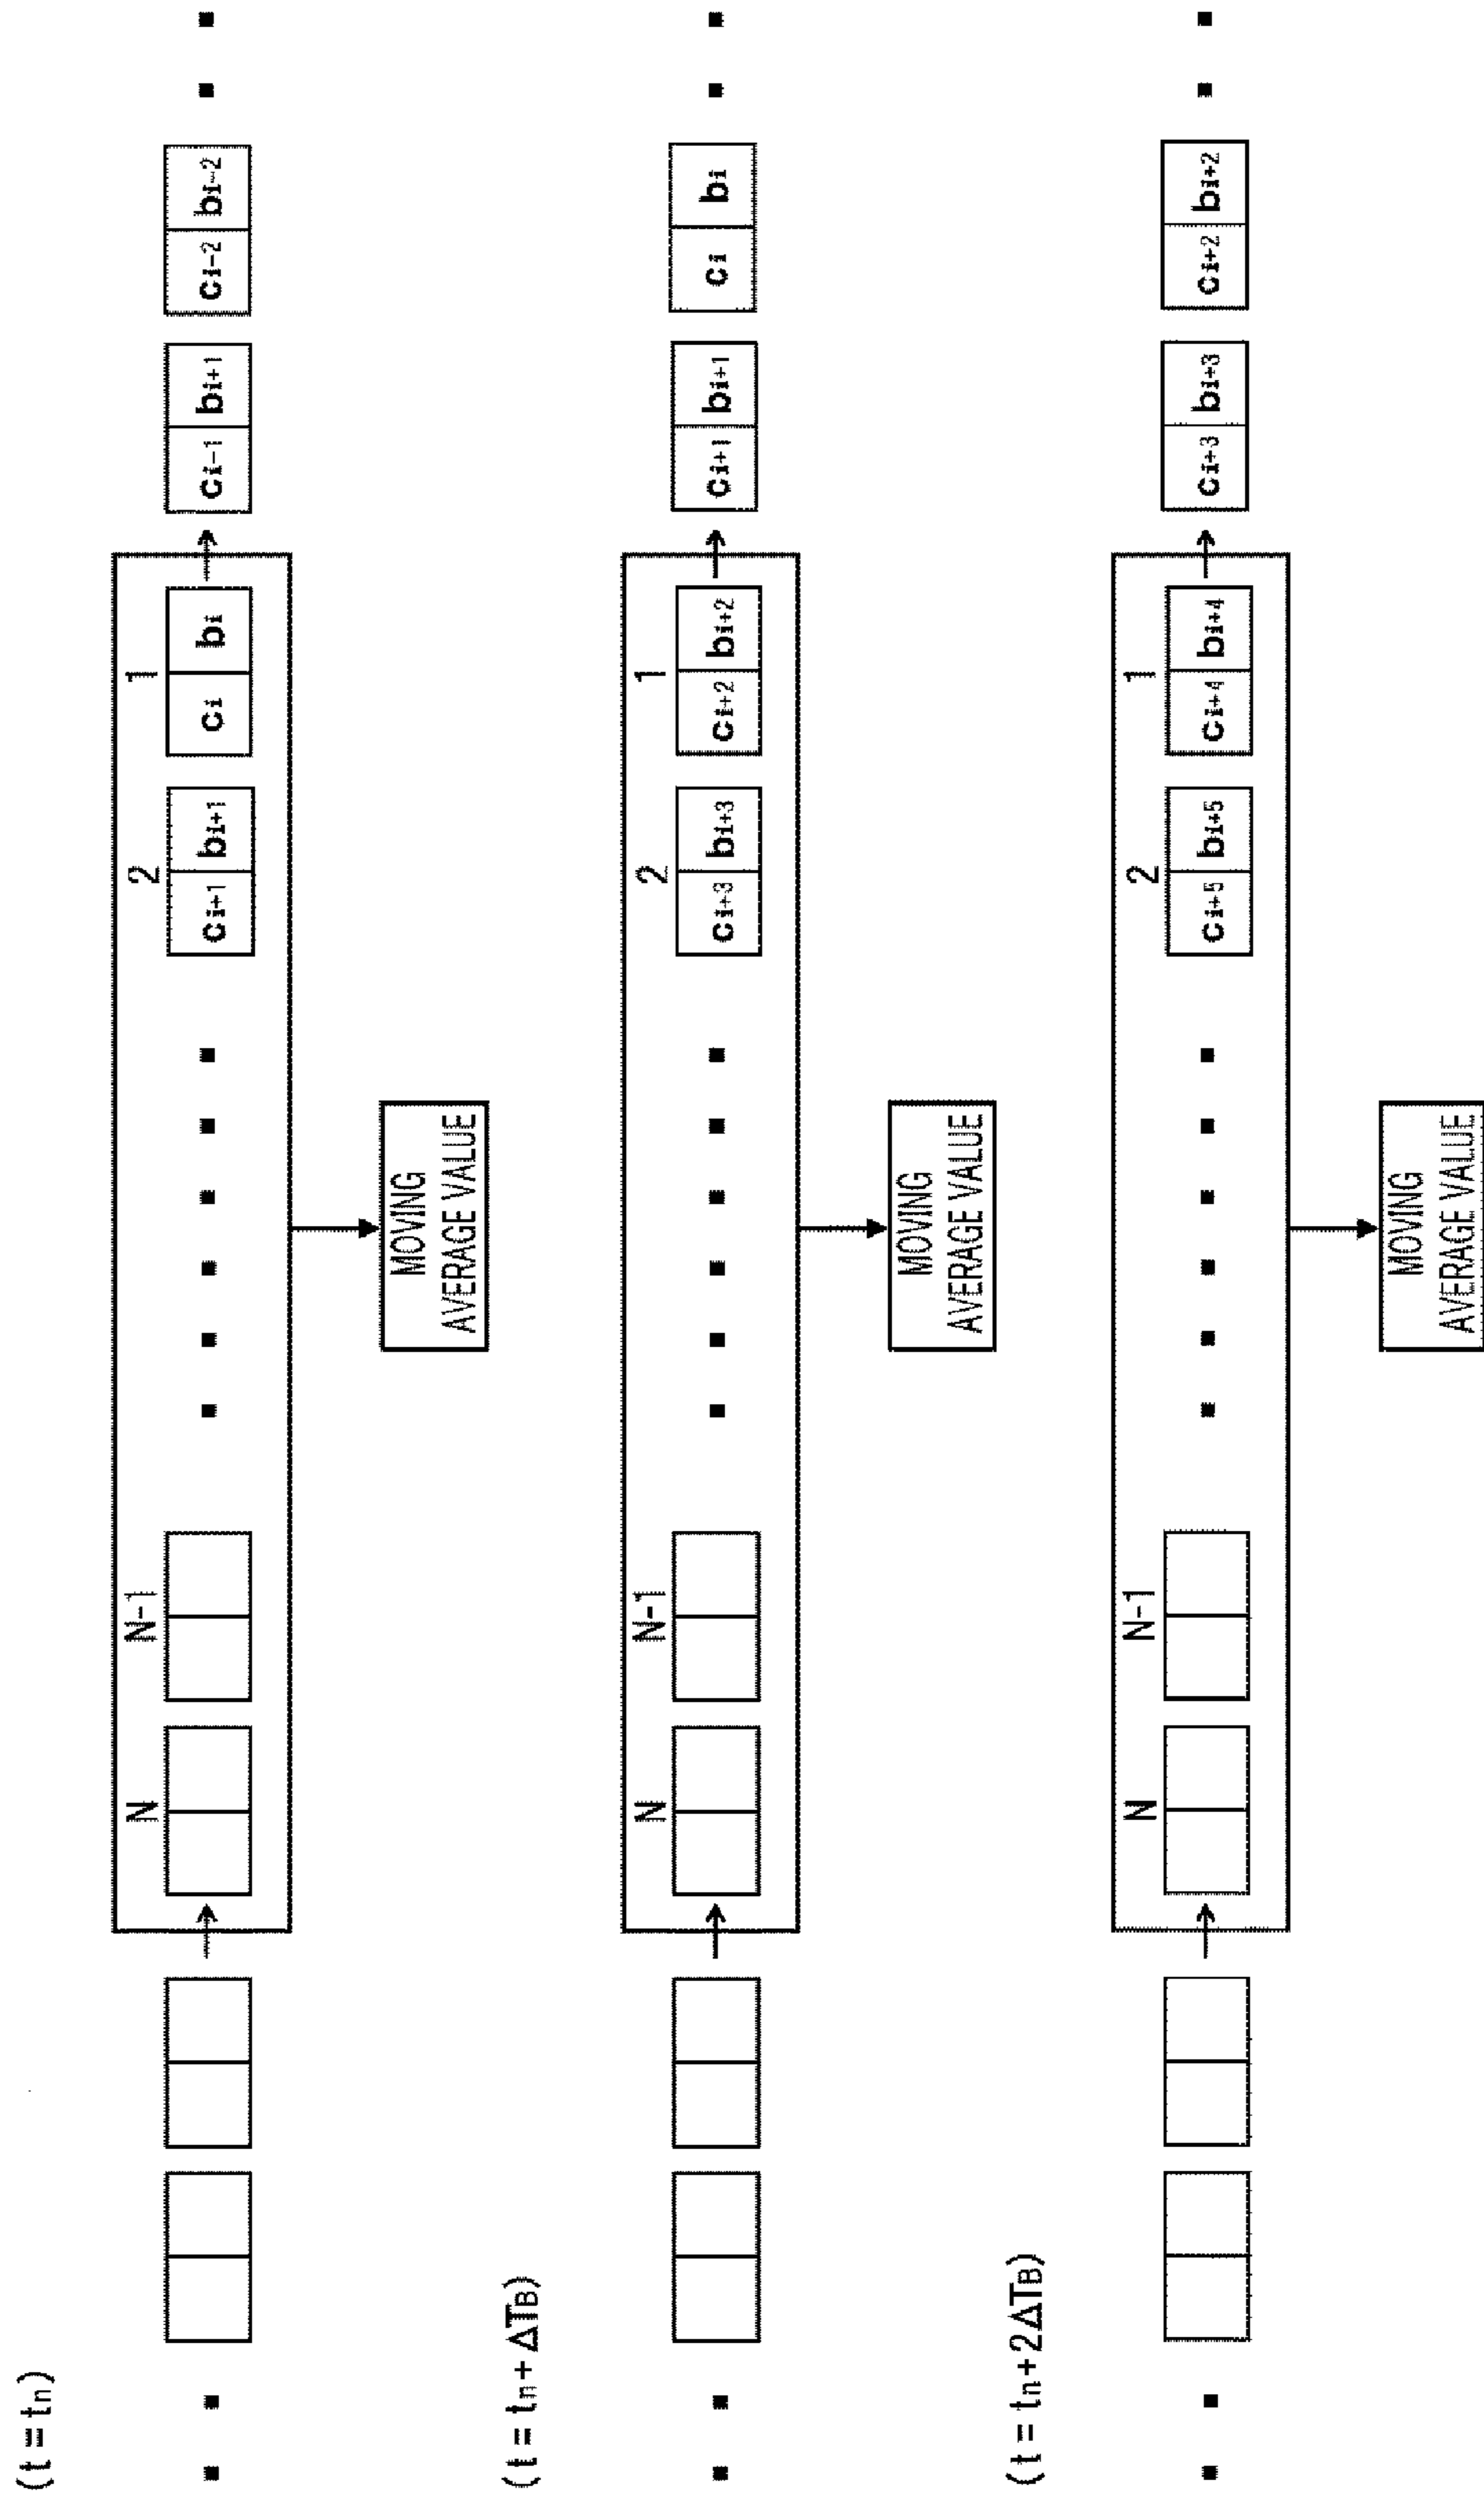 (t=tn)
N
N-1
2
1
ci+1 bi+1
ci bi
ci-1 bi+1
ci-2 bi-2
MOVING
AVERAGE VALUE
(t=tn+ΔTB)
N
N-1
2
1
ci+3 bi+3
ci+2 bi+2
ci+1 bi+1
ci bi
MOVING
AVERAGE VALUE
(t=tn+2ΔTB)
N
N-1
2
1
ci+5 bi+5
ci+4 bi+4
ci+3 bi+3
ci+2 bi+2
MOVING
AVERAGE VALUE